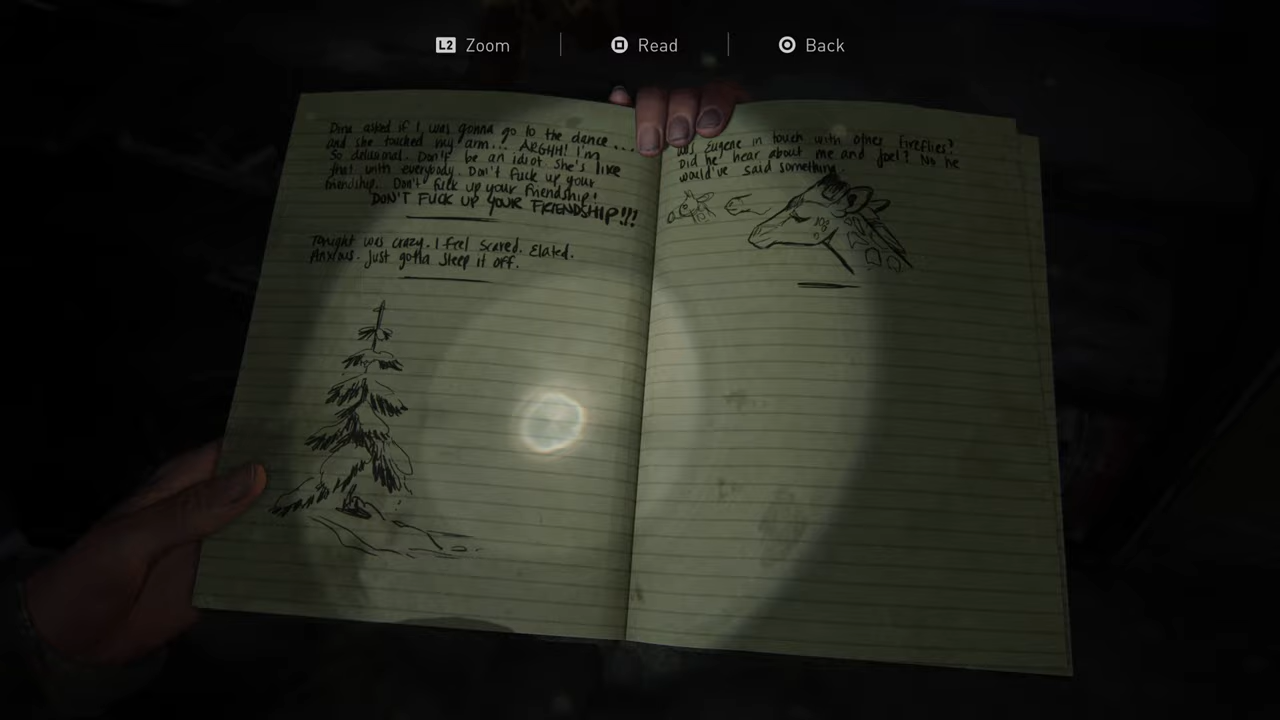 L2 Zoom
Read
Back
Dina asked if I was gonna go to the dance...
and she touched my arm... ARGHH! I'm
so delusional. Don't be an idiot. She's like
that with everybody. Don't fuck up your
friendship. Don't fuck up your friendship!
DON'T FUCK UP YOUR FRIENDSHIP!!!
Tonight was crazy. I feel scared. Elated.
Anxious. Just gotta sleep it off.
Was Eugene in touch with other fireflies?
Did he hear about me and Joel? No he
would've said something.